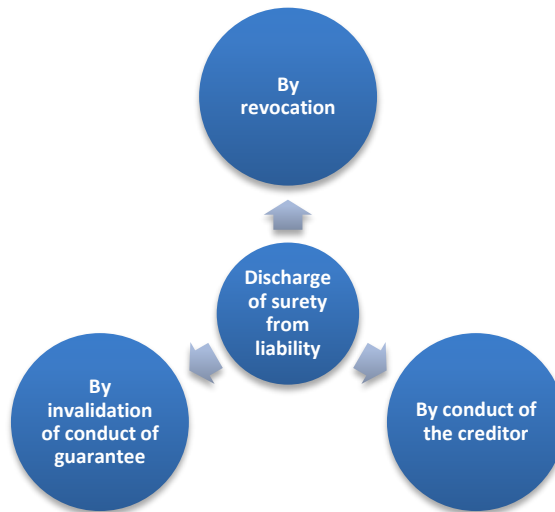 By
revocation
Discharge
of surety
from
liability
By
invalidation
of conduct of
guarantee
By conduct of
the creditor